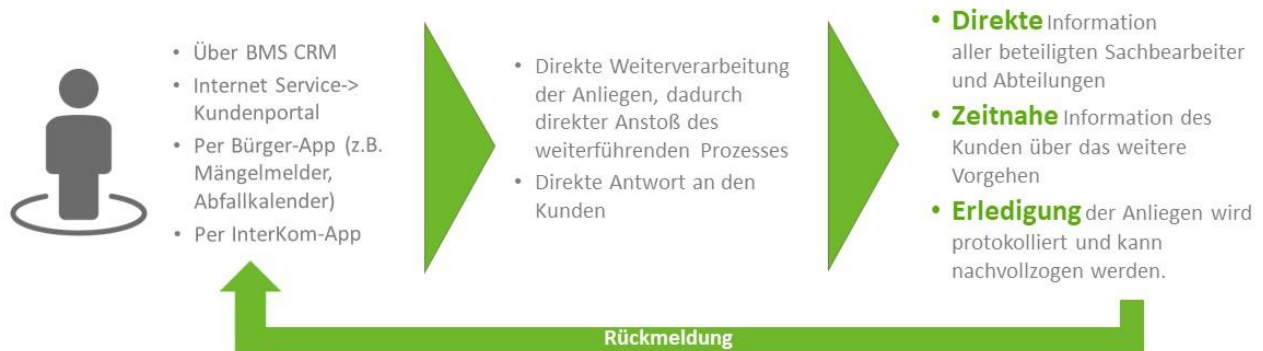 • Über BMS CRM
• Internet Service->
Kundenportal
• Per Bürger-App (z.B.
Mängelmelder,
Abfallkalender)
• Per InterKom-App
• Direkte Weiterverarbeitung
der Anliegen, dadurch
direkter Anstoß des
weiterführenden Prozesses
• Direkte Antwort an den
Kunden
• Direkte Information
aller beteiligten Sachbearbeiter
und Abteilungen
• Zeitnahe Information des
Kunden über das weitere
Vorgehen
• Erledigung der Anliegen wird
protokolliert und kann
nachvollzogen werden.
Rückmeldung